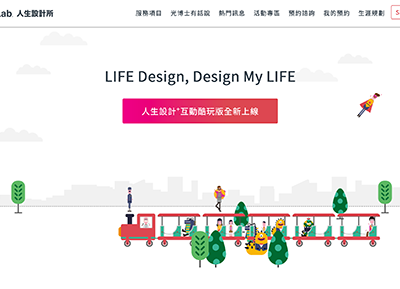 Lab. 人生設計所
服務項目 光博士有話說 熱門訊息 活動專區 預約諮詢 我的預約 生涯規劃 S
LIFE Design, Design My LIFE
人生設計+互動酷玩版全新上線